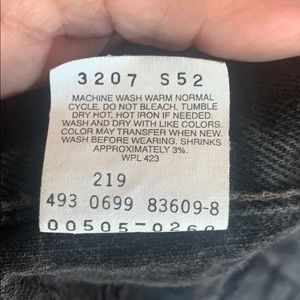 3207 S52
MACHINE WASH WARM NORMAL
CYCLE. DO NOT BLEACH. TUMBLE
DRY HOT, HOT IRON IF NEEDED.
WASH AND DRY WITH LIKE COLORS.
COLOR MAY TRANSFER WHEN NEW.
WASH BEFORE WEARING. SHRINKS
APPROXIMATELY 3%.
WPL 423
219
493 0699 83609-8
00505-0260